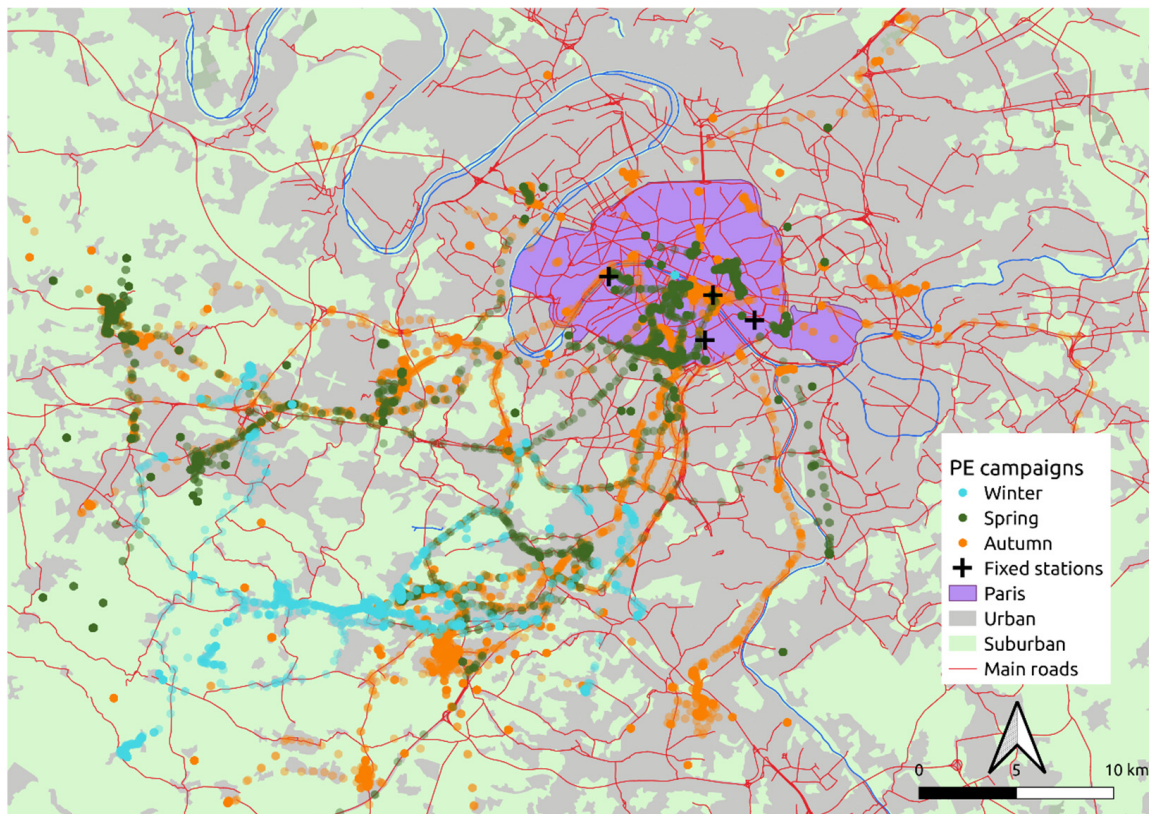 PE campaigns
Winter
Spring
Autumn
Fixed stations
Paris
Urban
Suburban
Main roads
0 5 10 km